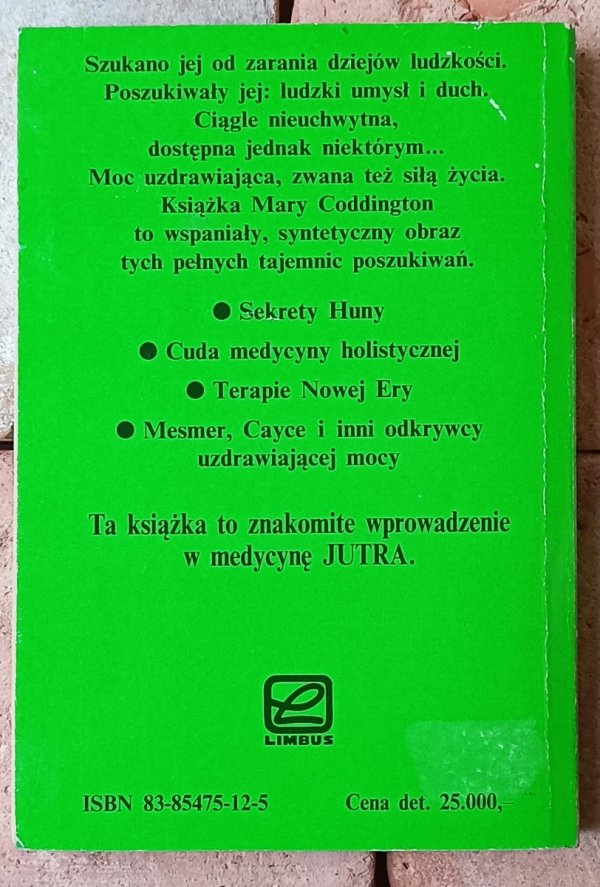 Szukano jej od zarania dziejów ludzkości.
Poszukiwały jej: ludzki umysł i duch.
Ciągle nieuchwytna,
dostępna jednak niektórym...
Moc uzdrawiająca, zwana też siłą życia.
Książka Mary Coddington
to wspaniały, syntetyczny obraz
tych pełnych tajemnic poszukiwań.
● Sekrety Huny
● Cuda medycyny holistycznej
● Terapie Nowej Ery
● Mesmer, Cayce i inni odkrywcy
uzdrawiającej mocy
Ta książka to znakomite wprowadzenie
w medycynę JUTRA.
LIMBUS
ISBN 83-85475-12-5 Cena det. 25.000,–